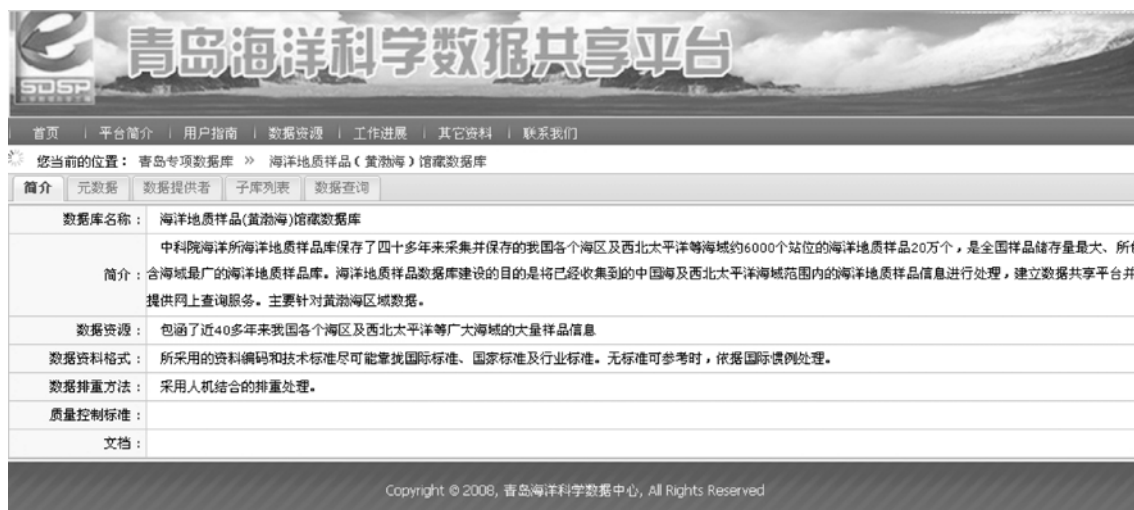 SDSP
青岛海洋科学数据共享平台
首页 | 平台简介 | 用户指南 | 数据资源 | 工作进展 | 其它资料 | 联系我们
您当前的位置： 青岛专项数据库 » 海洋地质样品(黄渤海)馆藏数据库
简介 元数据 数据提供者 子库列表 数据查询
数据库名称： 海洋地质样品(黄渤海)馆藏数据库
中科院海洋所海洋地质样品库保存了四十多年来采集并保存的我国各个海区及西北太平洋等海域约6000个站位的海洋地质样品20万个，是全国样品储存量最大、所
简介：含海域最广的海洋地质样品库。海洋地质样品数据库建设的目的是将已经收集到的中国海及西北太平洋海域范围内的海洋地质样品信息进行处理，建立数据共享平台并
提供网上查询服务。主要针对黄渤海区域数据。
数据资源： 包涵了近40多年来我国各个海区及西北太平洋等广大海域的大量样品信息
数据资料格式： 所采用的资料编码和技术标准尽可能靠拢国际标准、国家标准及行业标准。无标准可参考时，依据国际惯例处理。
数据排重方法： 采用人机结合的排重处理。
质量控制标准：
文档：
Copyright © 2008, 青岛海洋科学数据中心, All Rights Reserved